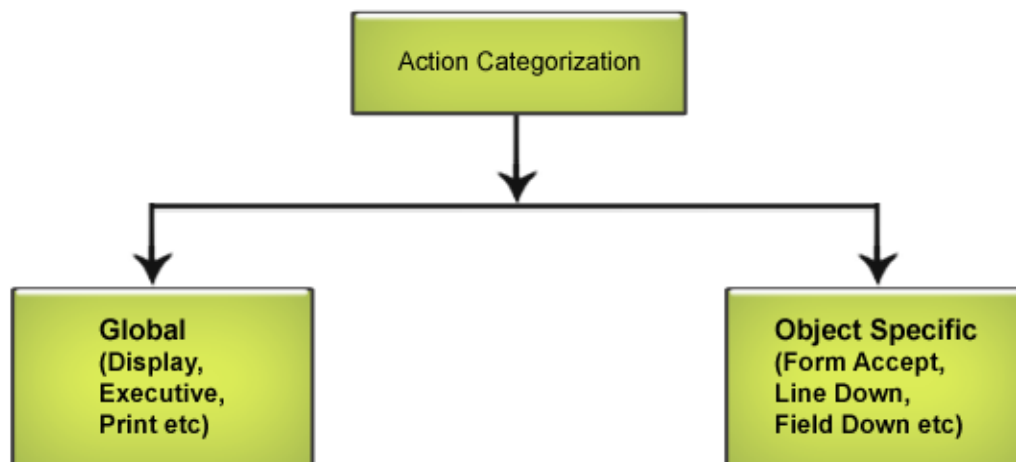 Action Categorization
Global
(Display,
Executive,
Print etc)
Object Specific
(Form Accept,
Line Down,
Field Down etc)